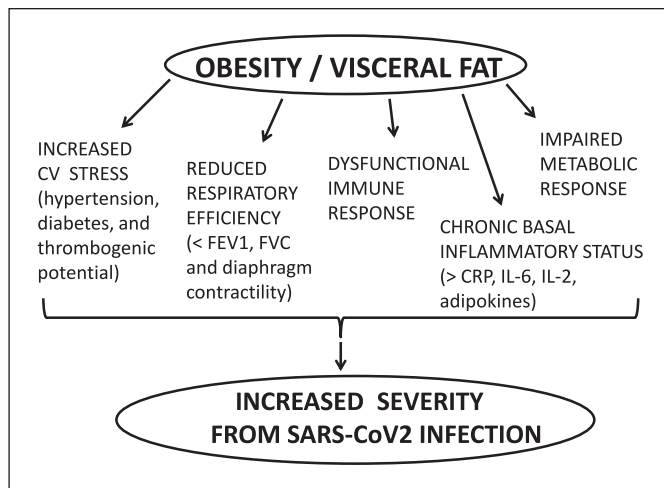 OBESITY / VISCERAL FAT
INCREASED
CV STRESS
(hypertension,
diabetes, and
thrombogenic
potential)
REDUCED
RESPIRATORY
EFFICIENCY
(< FEV1, FVC
and diaphragm
contractility)
DYSFUNCTIONAL
IMMUNE
RESPONSE
CHRONIC BASAL
INFLAMMATORY STATUS
(> CRP, IL-6, IL-2,
adipokines)
IMPAIRED
METABOLIC
RESPONSE
INCREASED SEVERITY
FROM SARS-CoV2 INFECTION